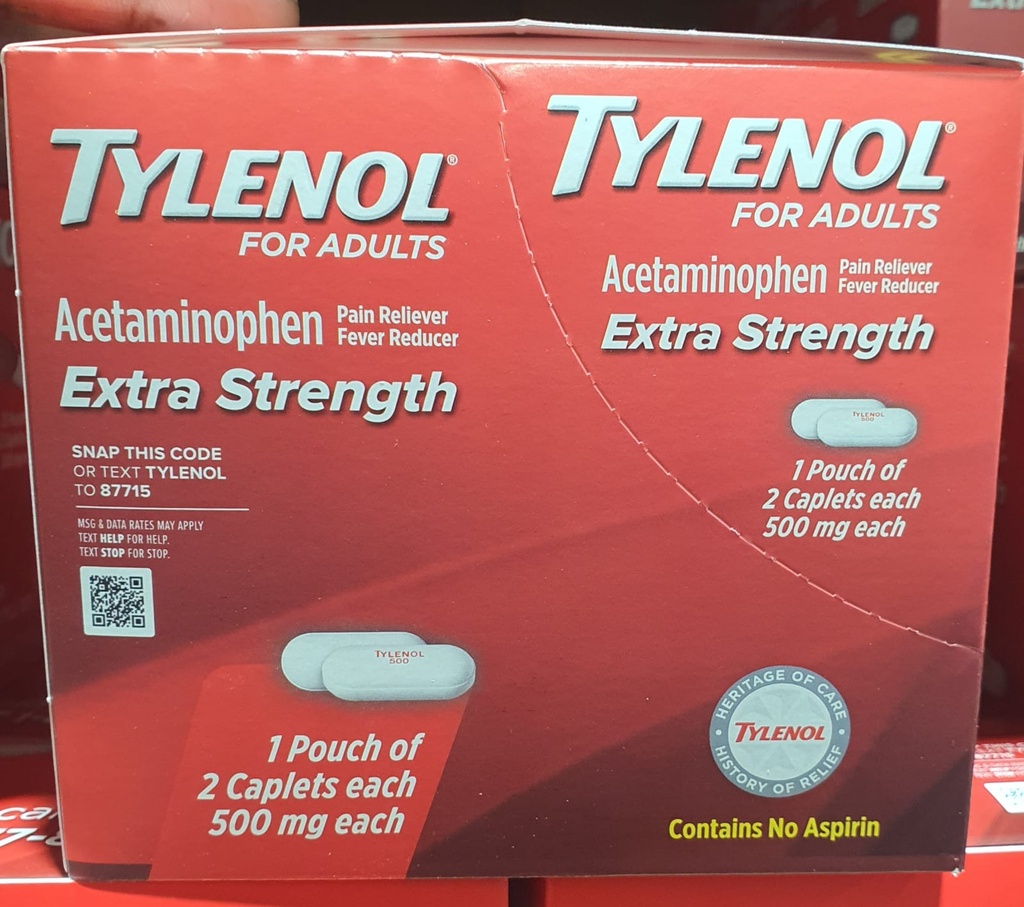 TYLENOL®
FOR ADULTS
Acetaminophen
Pain Reliever
Fever Reducer
Extra Strength
SNAP THIS CODE
OR TEXT TYLENOL
TO 87715
MSG & DATA RATES MAY APPLY
TEXT HELP FOR HELP.
TEXT STOP FOR STOP.
TYLENOL
500
1 Pouch of
2 Caplets each
500 mg each
TYLENOL®
FOR ADULTS
Acetaminophen
Pain Reliever
Fever Reducer
Extra Strength
TYLENOL
500
1 Pouch of
2 Caplets each
500 mg each
HERITAGE OF CARE
TYLENOL
HISTORY OF RELIEF
Contains No Aspirin